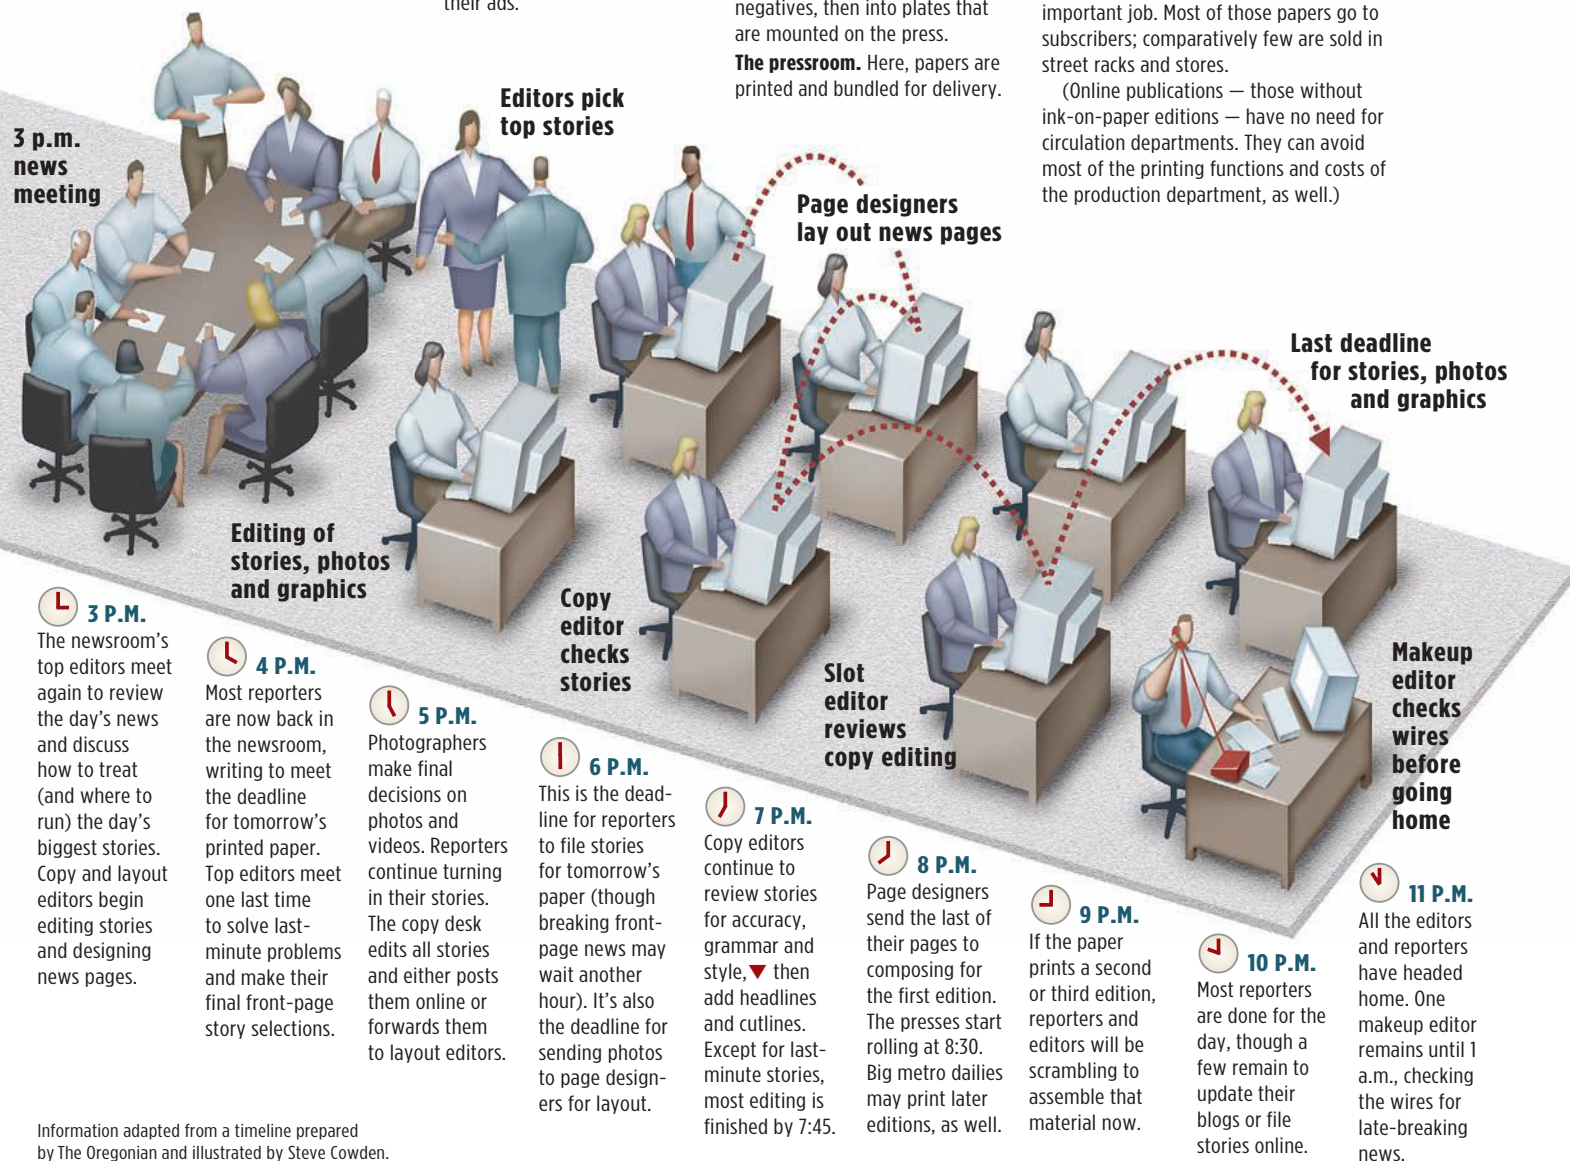 their ads.
negatives, then into plates that
are mounted on the press.
The pressroom. Here, papers are
printed and bundled for delivery.
important job. Most of those papers go to
subscribers; comparatively few are sold in
street racks and stores.
(Online publications — those without
ink-on-paper editions — have no need for
circulation departments. They can avoid
most of the printing functions and costs of
the production department, as well.)
3 p.m.
news
meeting
Editors pick
top stories
Page designers
lay out news pages
Last deadline
for stories, photos
and graphics
Editing of
stories, photos
and graphics
Copy
editor
checks
stories
Slot
editor
reviews
copy editing
Makeup
editor
checks
wires
before
going
home
3 P.M.
The newsroom's
top editors meet
again to review
the day's news
and discuss
how to treat
(and where to
run) the day's
biggest stories.
Copy and layout
editors begin
editing stories
and designing
news pages.
4 P.M.
Most reporters
are now back in
the newsroom,
writing to meet
the deadline
for tomorrow's
printed paper.
Top editors meet
one last time
to solve last-
minute problems
and make their
final front-page
story selections.
5 P.M.
Photographers
make final
decisions on
photos and
videos. Reporters
continue turning
in their stories.
The copy desk
edits all stories
and either posts
them online or
forwards them
to layout editors.
6 P.M.
This is the dead-
line for reporters
to file stories
for tomorrow's
paper (though
breaking front-
page news may
wait another
hour). It's also
the deadline for
sending photos
to page design-
ers for layout.
7 P.M.
Copy editors
continue to
review stories
for accuracy,
grammar and
style,▼ then
add headlines
and cutlines.
Except for last-
minute stories,
most editing is
finished by 7:45.
8 P.M.
Page designers
send the last of
their pages to
composing for
the first edition.
The presses start
rolling at 8:30.
Big metro dailies
may print later
editions, as well.
9 P.M.
If the paper
prints a second
or third edition,
reporters and
editors will be
scrambling to
assemble that
material now.
10 P.M.
Most reporters
are done for the
day, though a
few remain to
update their
blogs or file
stories online.
11 P.M.
All the editors
and reporters
have headed
home. One
makeup editor
remains until 1
a.m., checking
the wires for
late-breaking
news.
Information adapted from a timeline prepared
by The Oregonian and illustrated by Steve Cowden.